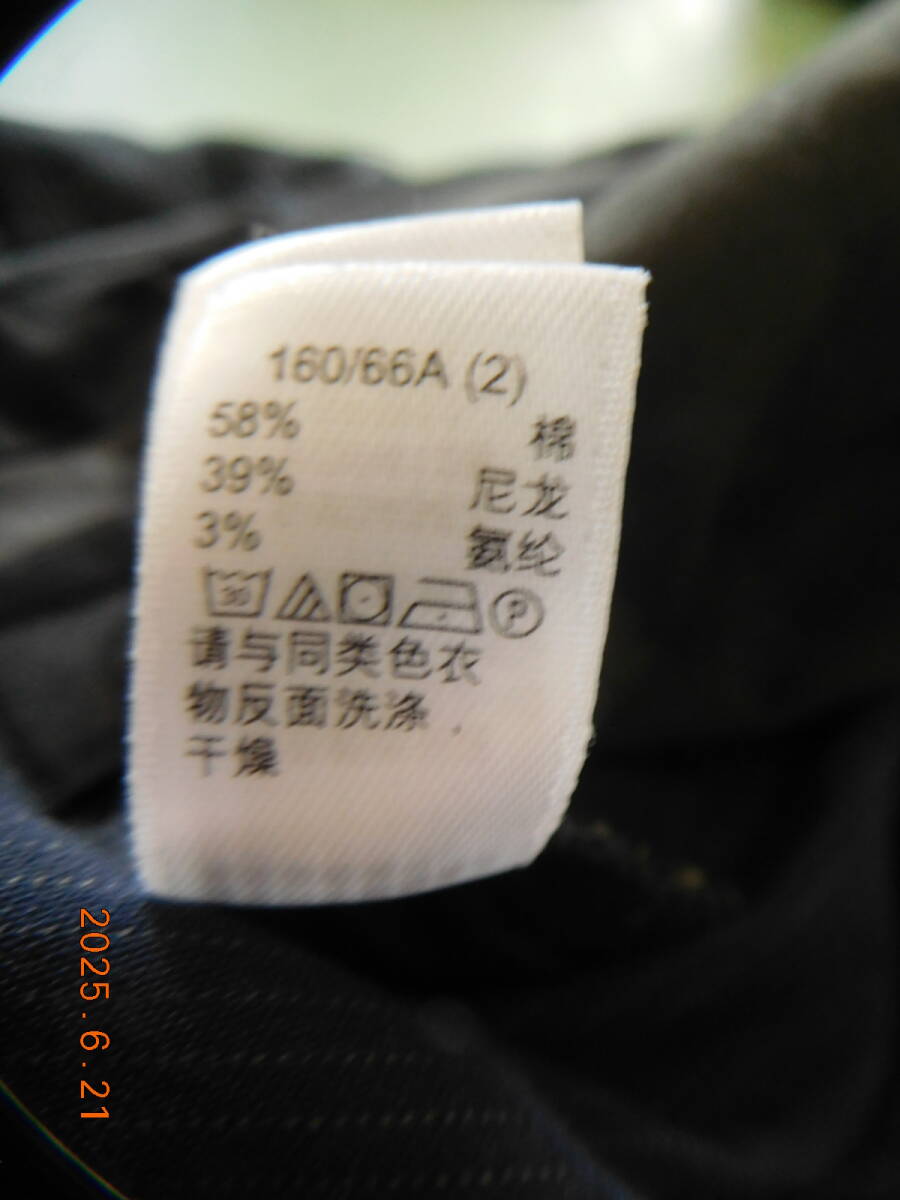 160/66A (2)
58% 棉
39% 尼龙
3% 氨纶
30 P
请与同类色衣
物反面洗涤
干燥
2025.6.21